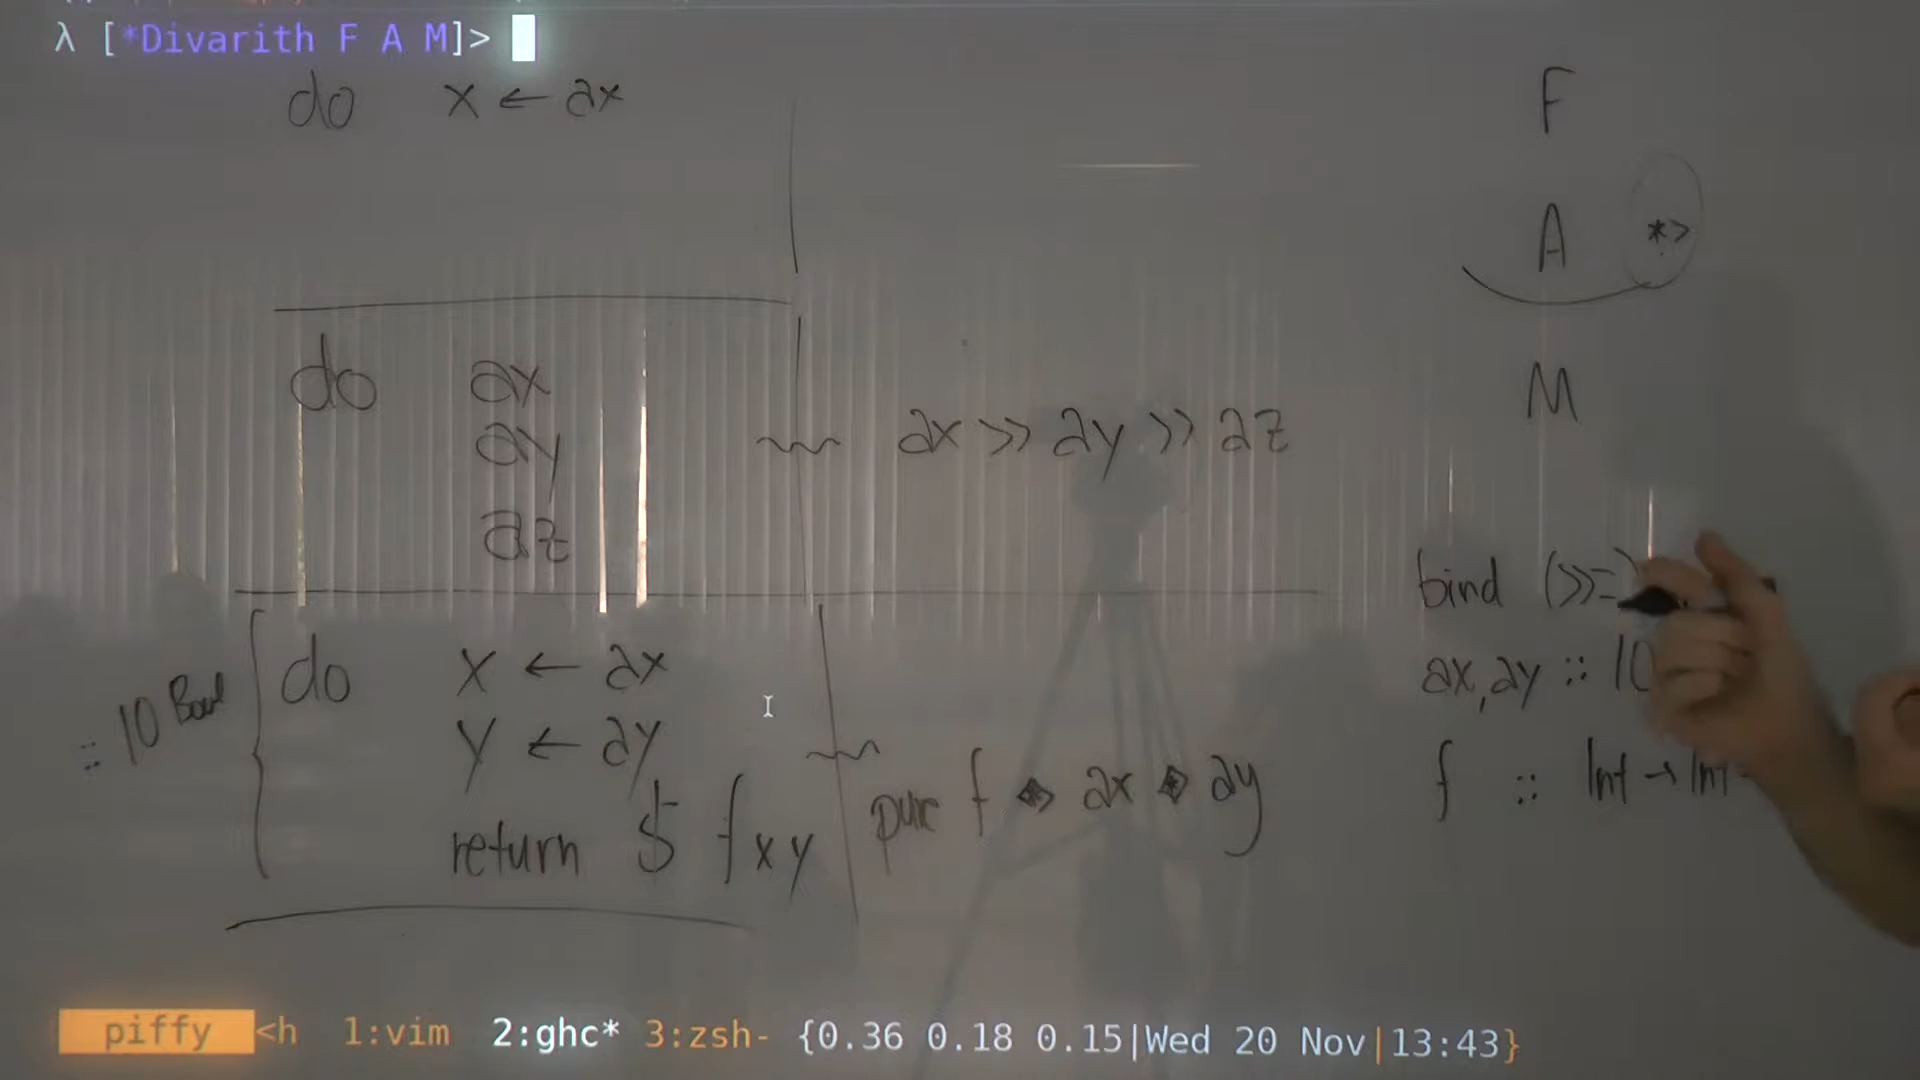 λ [*Divarith F A M]>
do x ← ax
F
A *>
M
do ax
ay
az
ax >> ay >> az
bind (>>=)
ax, ay :: IO
f :: Int → Int
:: IO Bool
do x ← ax
y ← ay
return $ f x y
pure f <*> ax <*> ay
piffy <h 1:vim 2:ghc* 3:zsh- {0.36 0.18 0.15|Wed 20 Nov|13:43}